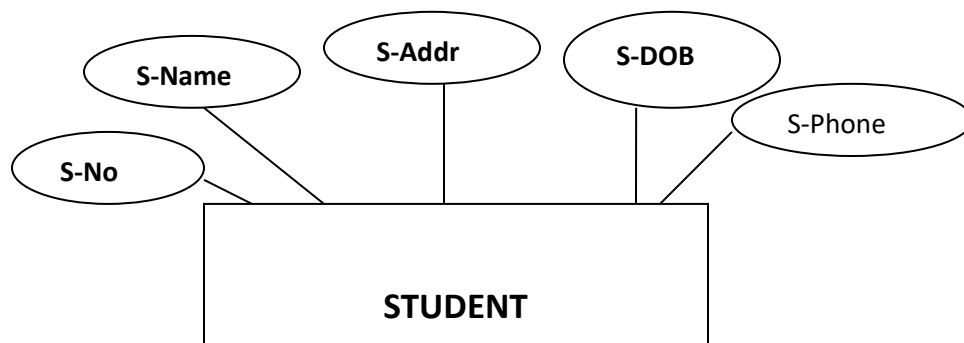 S-Name
S-Addr
S-DOB
S-Phone
S-No
STUDENT